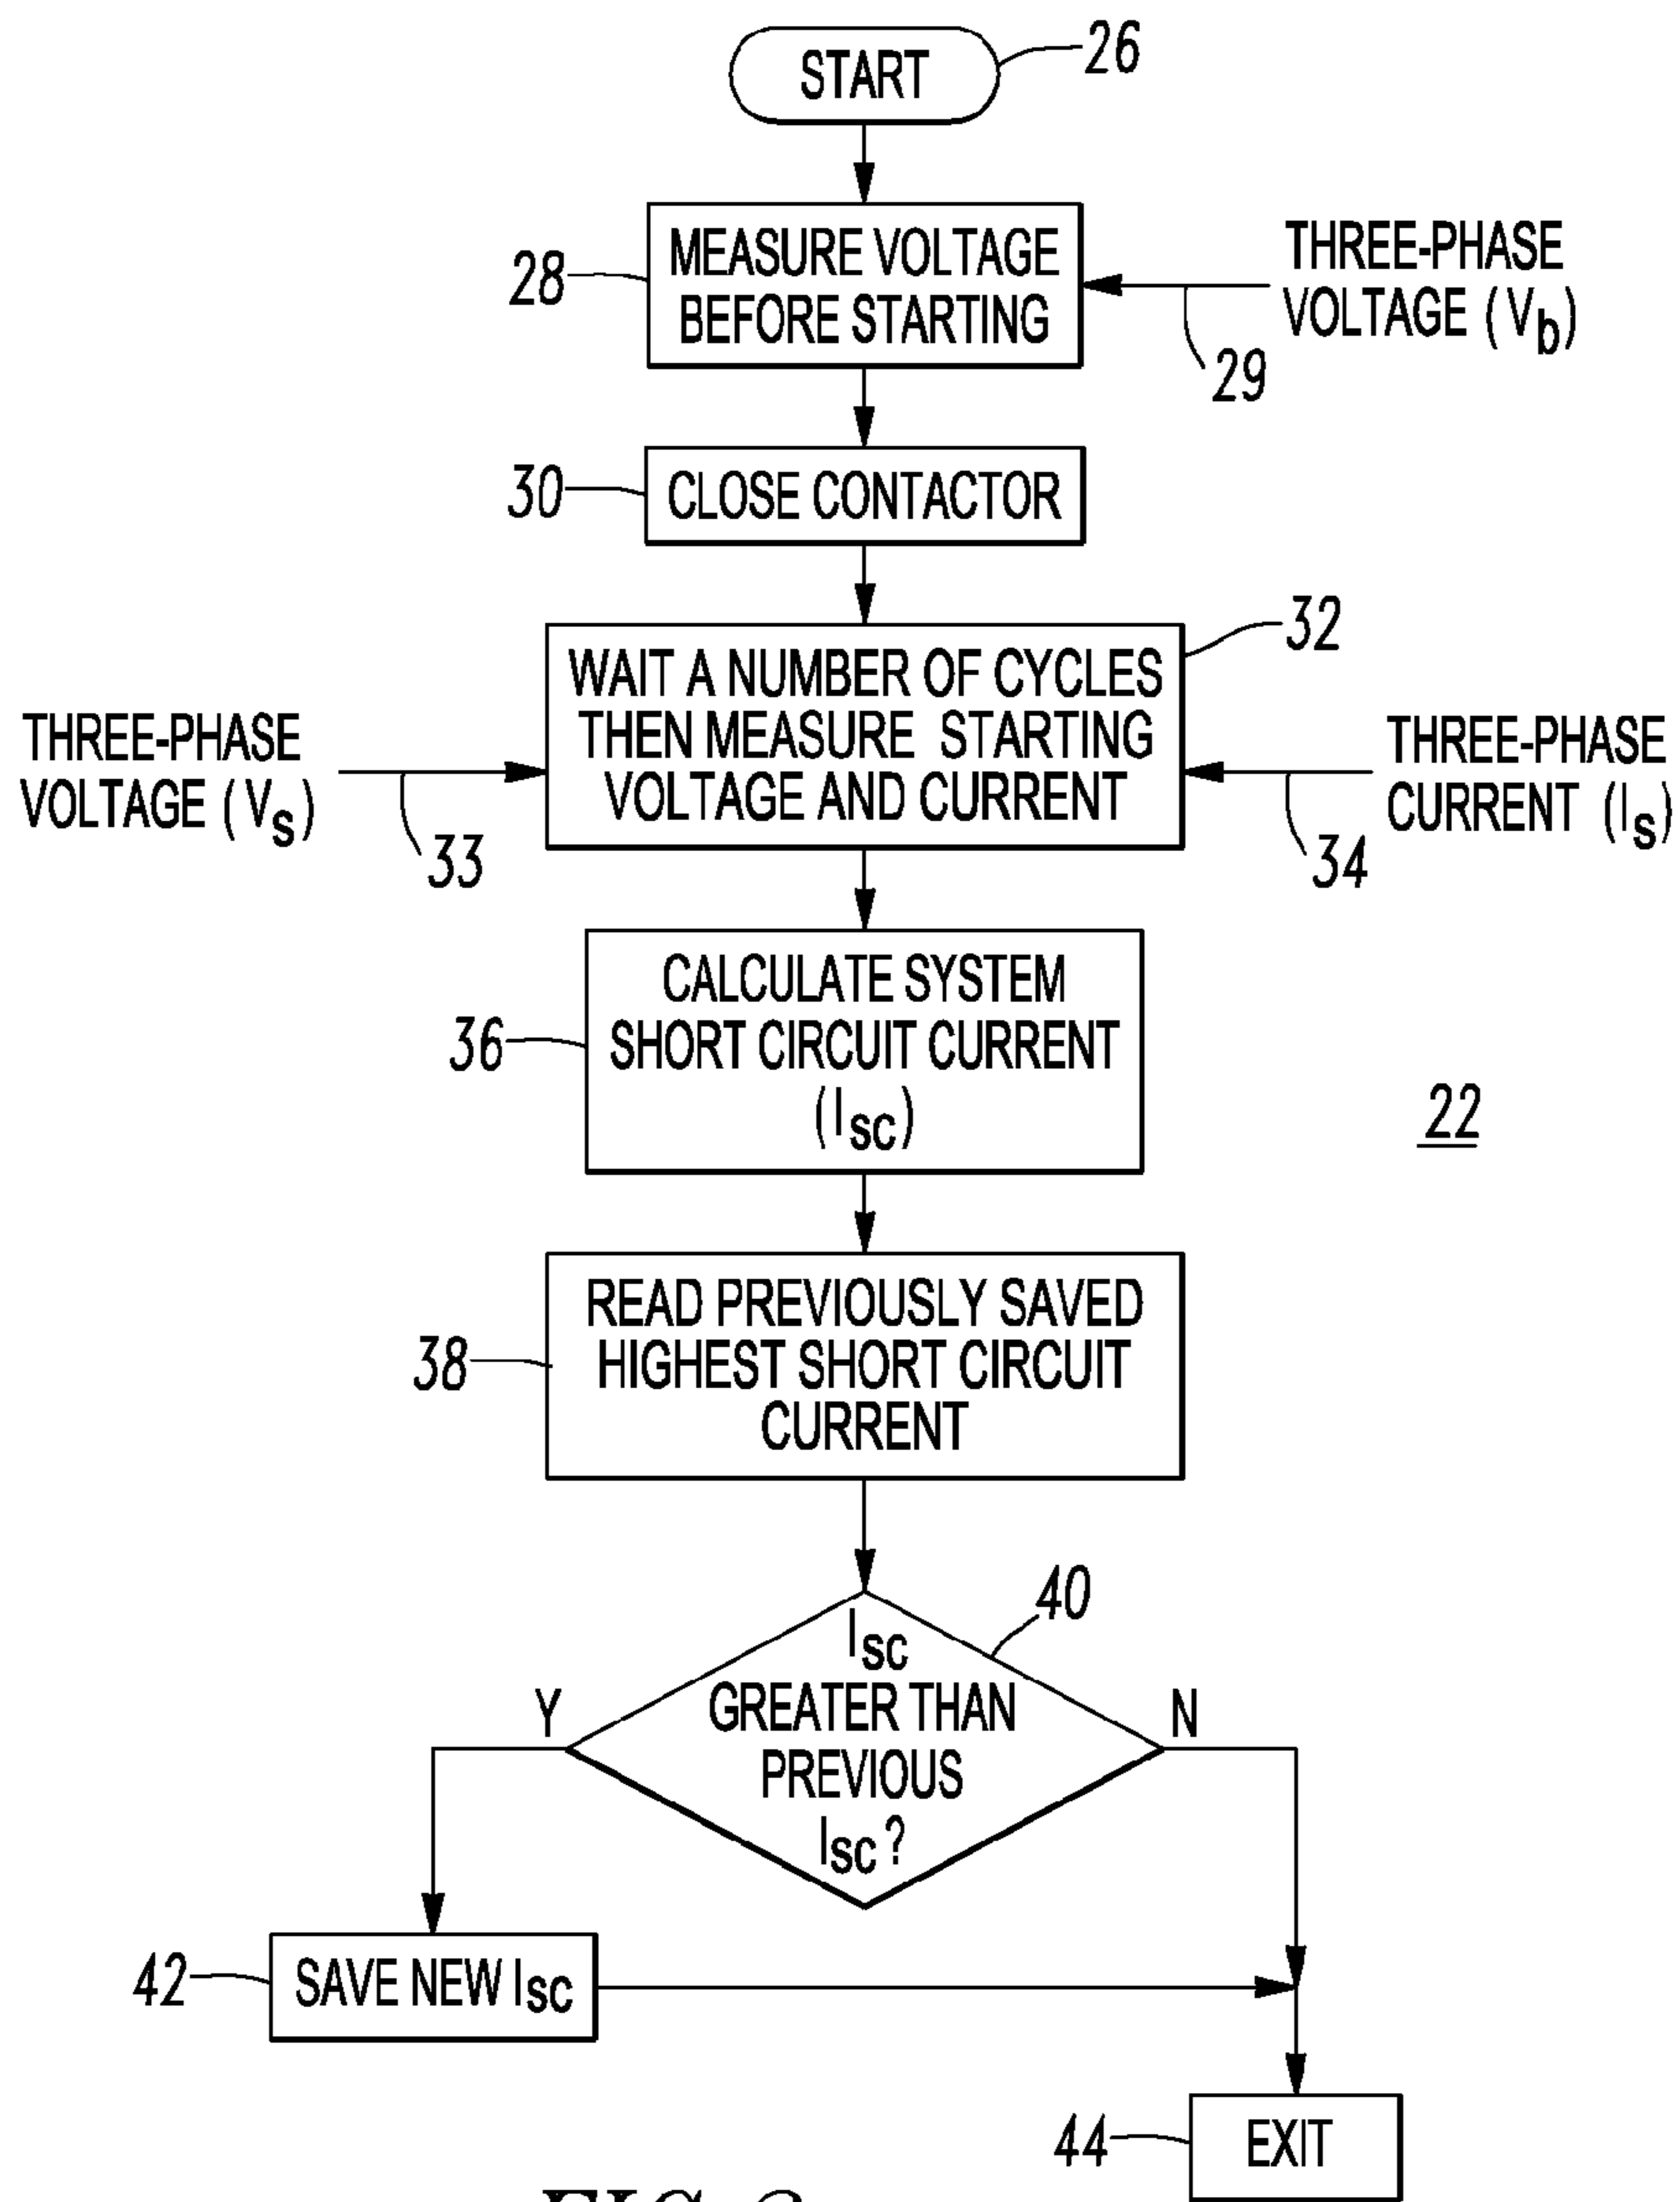 START
26
28
MEASURE VOLTAGE
BEFORE STARTING
THREE-PHASE
VOLTAGE (Vb)
29
30
CLOSE CONTACTOR
32
WAIT A NUMBER OF CYCLES
THEN MEASURE STARTING
VOLTAGE AND CURRENT
THREE-PHASE
VOLTAGE (Vs)
33
THREE-PHASE
CURRENT (Is)
34
36
CALCULATE SYSTEM
SHORT CIRCUIT CURRENT
(Isc)
22
38
READ PREVIOUSLY SAVED
HIGHEST SHORT CIRCUIT
CURRENT
40
Isc
GREATER THAN
PREVIOUS
Isc?
Y
N
42
SAVE NEW Isc
44
EXIT